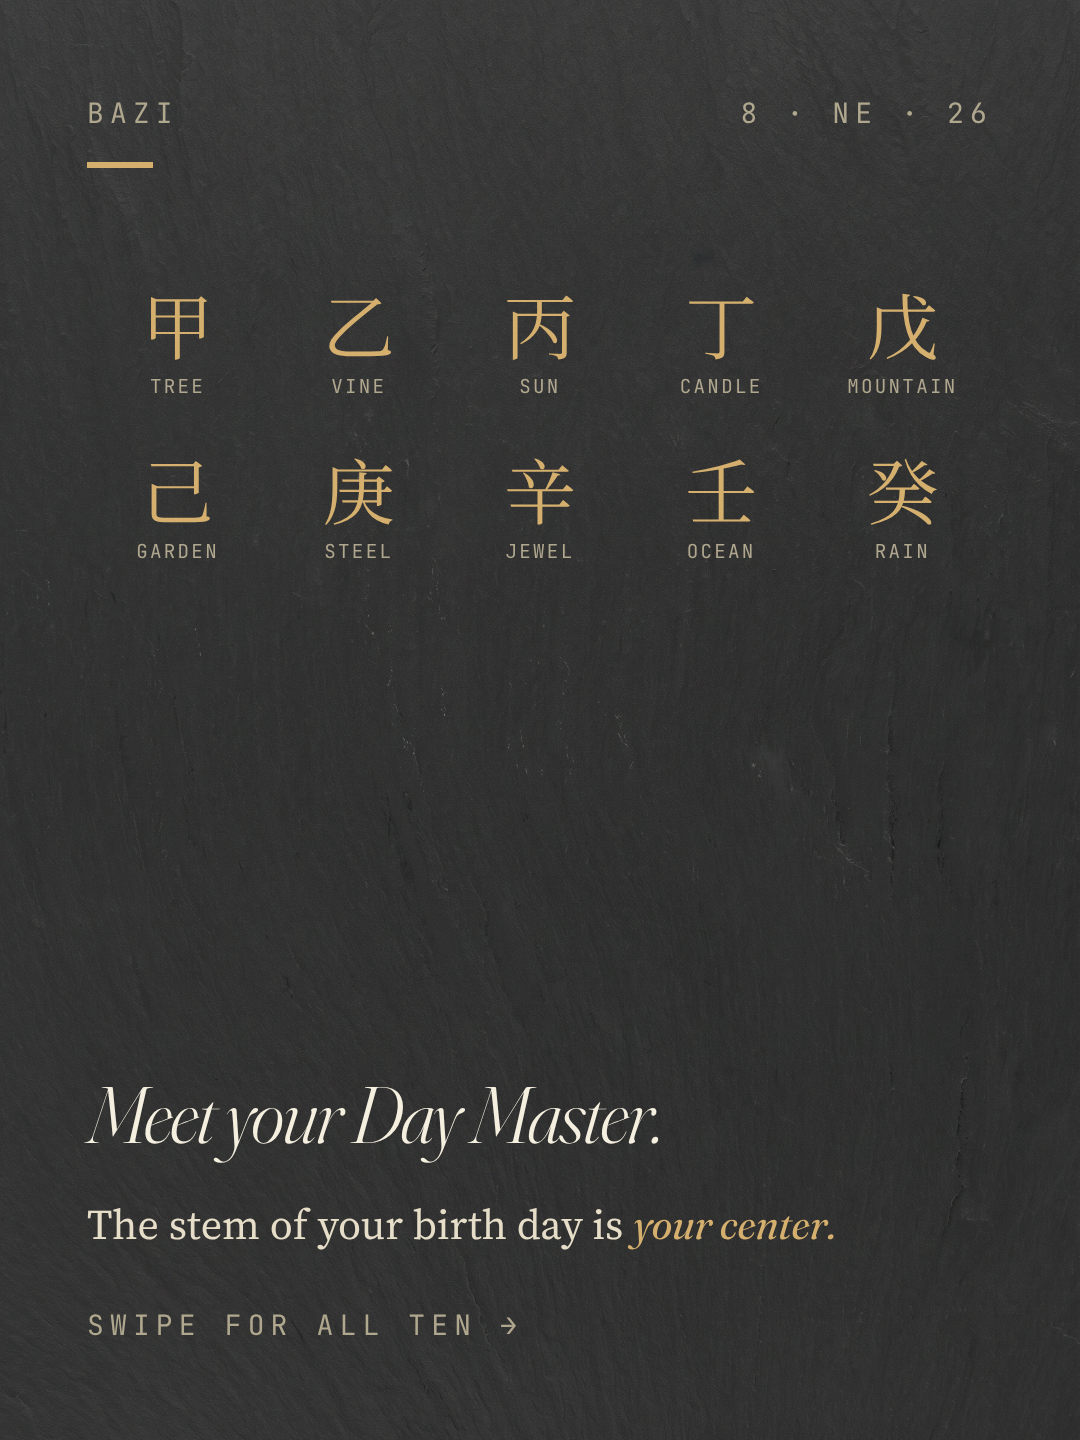 BAZI
8 · NE · 26
甲 乙 丙 丁 戊
TREE VINE SUN CANDLE MOUNTAIN
己 庚 辛 壬 癸
GARDEN STEEL JEWEL OCEAN RAIN
Meet your Day Master.
The stem of your birth day is your center.
SWIPE FOR ALL TEN →